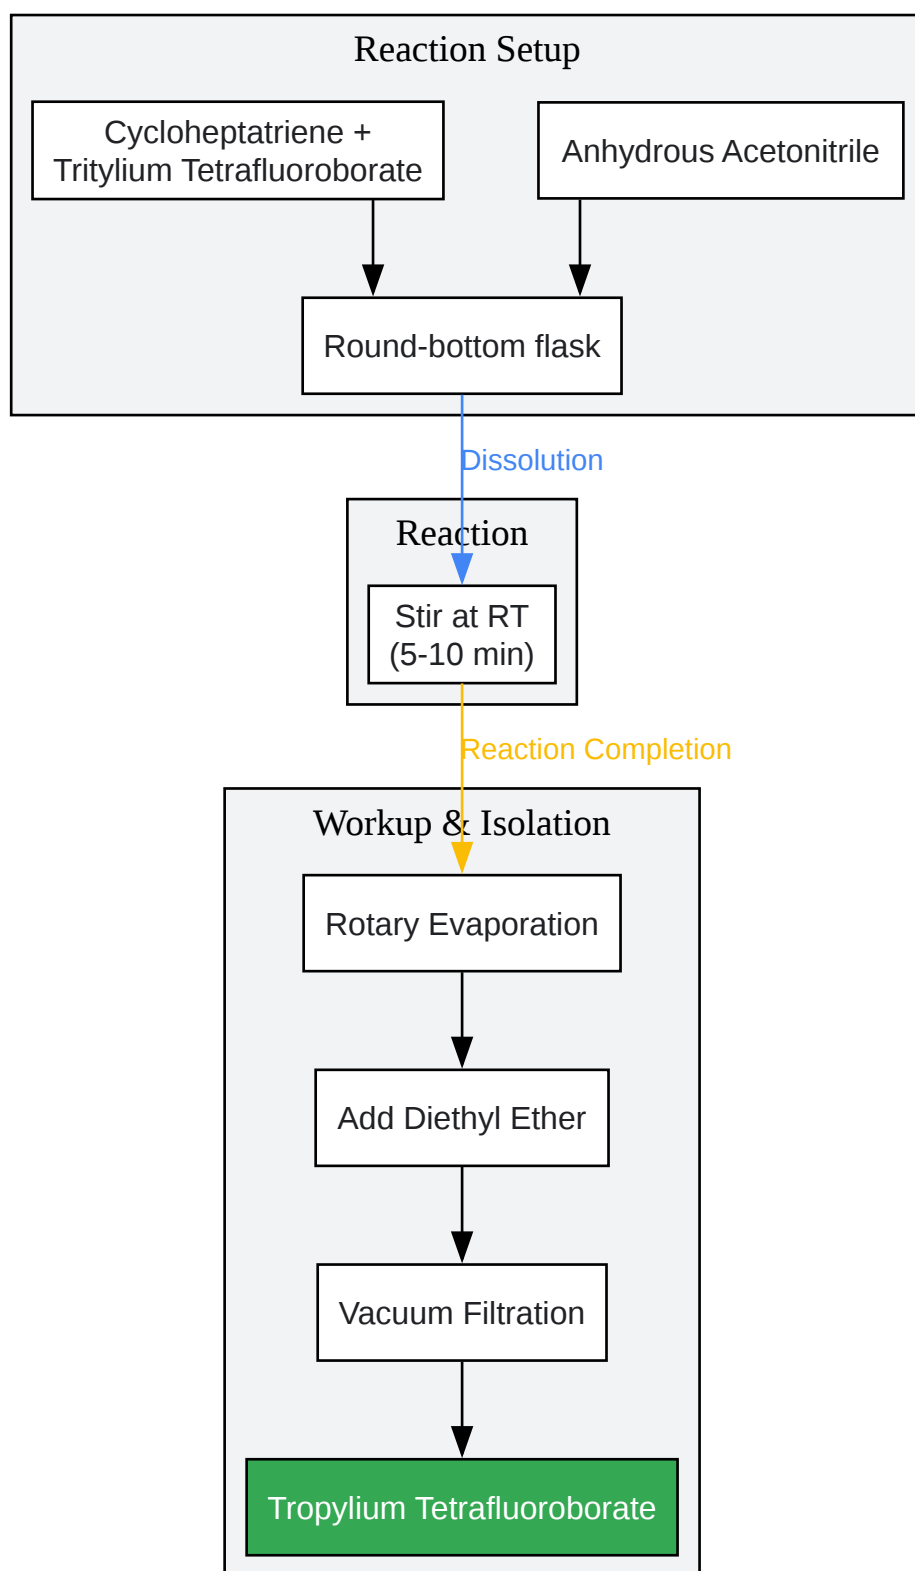 Reaction Setup
Cycloheptatriene +
Tritylium Tetrafluoroborate
Anhydrous Acetonitrile
Round-bottom flask
Dissolution
Reaction
Stir at RT
(5-10 min)
Reaction Completion
Workup & Isolation
Rotary Evaporation
Add Diethyl Ether
Vacuum Filtration
Tropylium Tetrafluoroborate